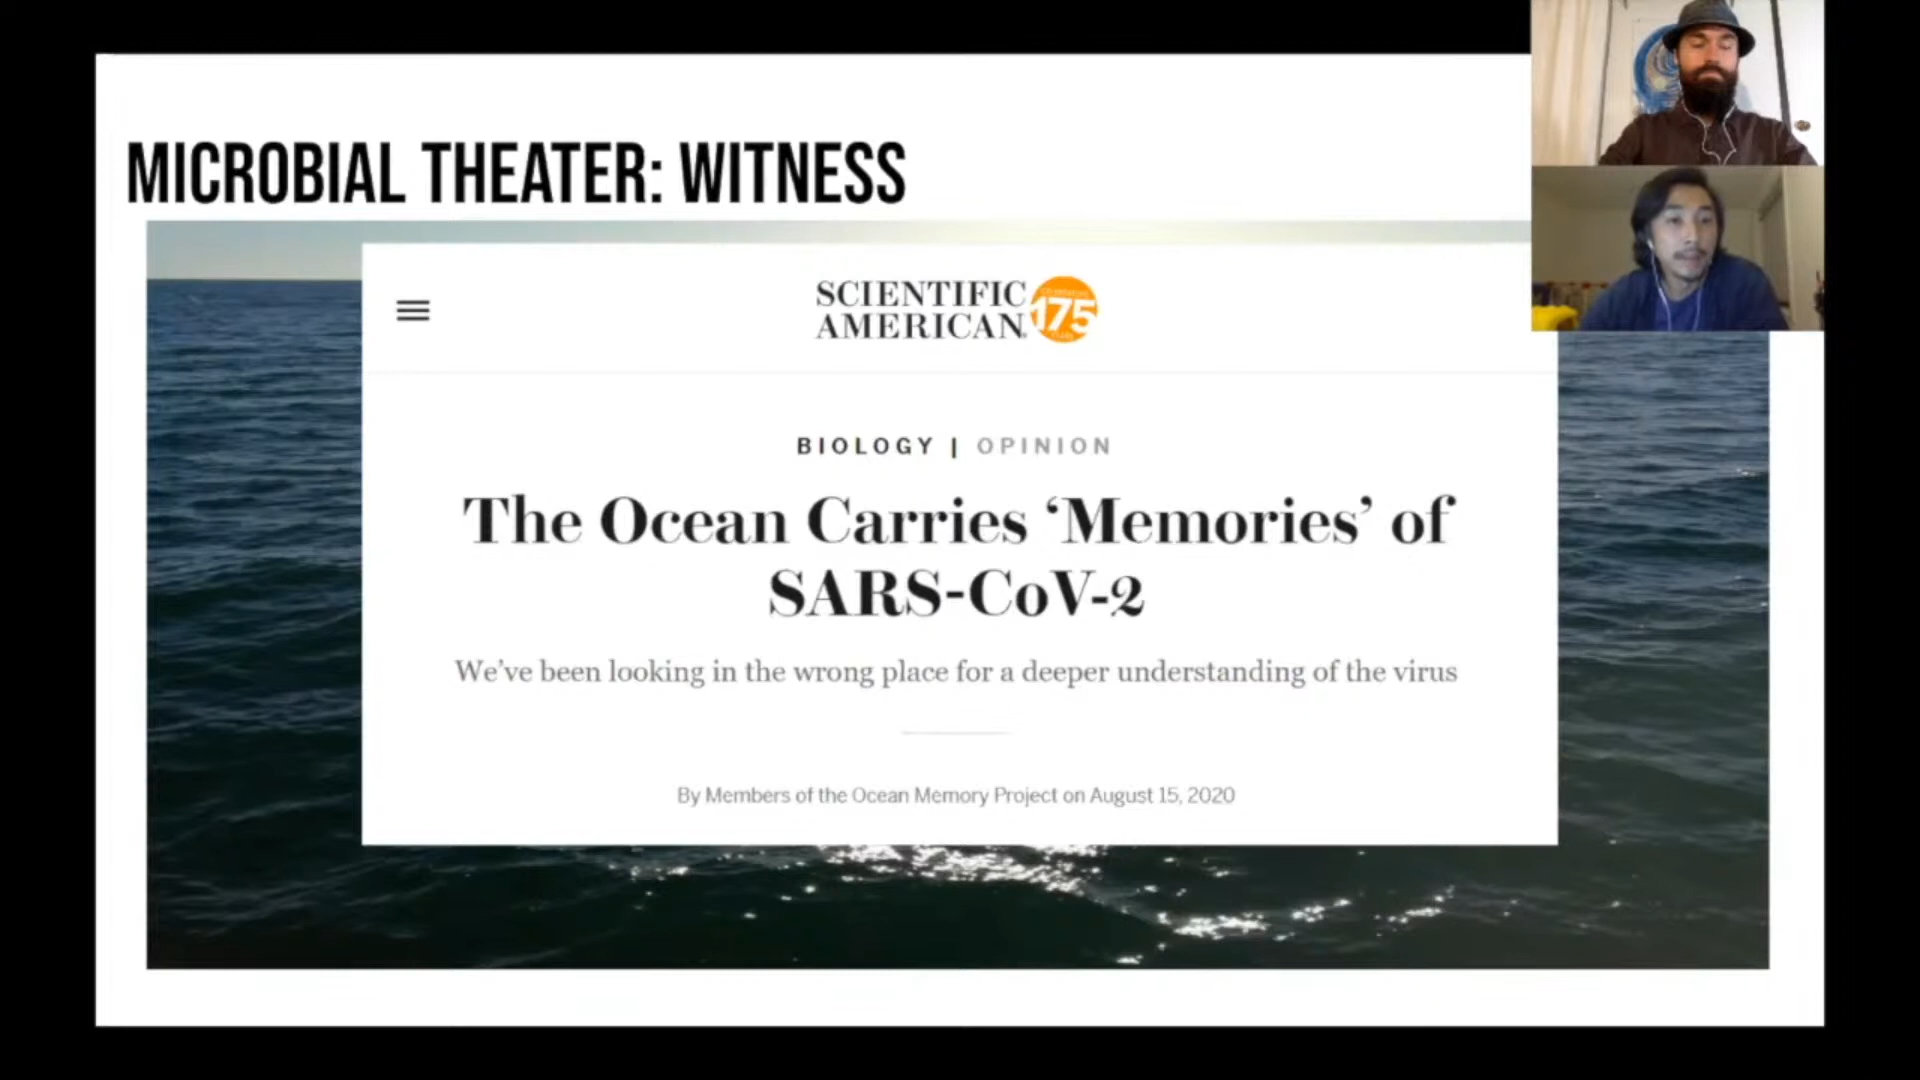 MICROBIAL THEATER: WITNESS
SCIENTIFIC
AMERICAN
175
BIOLOGY | OPINION
The Ocean Carries ‘Memories’ of
SARS-CoV-2
We’ve been looking in the wrong place for a deeper understanding of the virus
By Members of the Ocean Memory Project on August 15, 2020